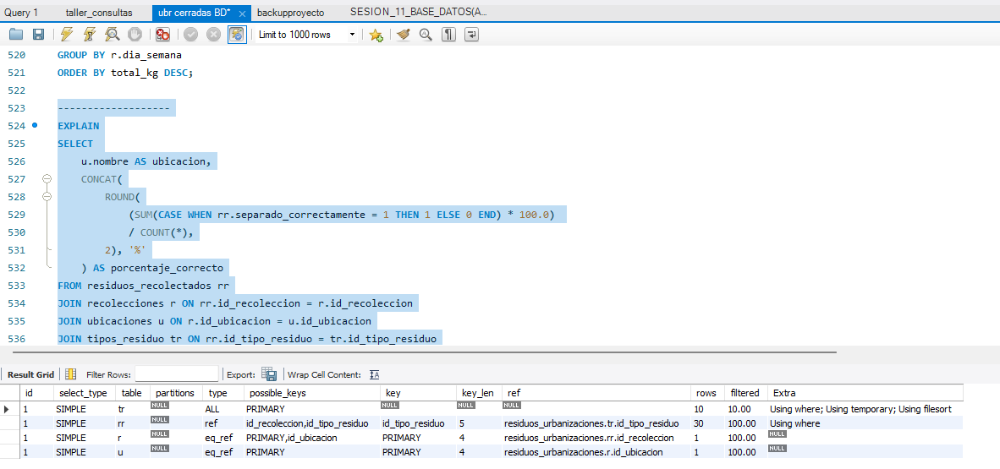 Query 1 taller_consultas ubr cerradas BD* backupproyecto SESION_11_BASE_DATOS(A...
Limit to 1000 rows
520 GROUP BY r.dia_semana
521 ORDER BY total_kg DESC;
522
523 -------------------
524 EXPLAIN
525 SELECT
526 u.nombre AS ubicacion,
527 CONCAT(
528 ROUND(
529 (SUM(CASE WHEN rr.separado_correctamente = 1 THEN 1 ELSE 0 END) * 100.0)
530 / COUNT(*),
531 2), '%'
532 ) AS porcentaje_correcto
533 FROM residuos_recolectados rr
534 JOIN recolecciones r ON rr.id_recoleccion = r.id_recoleccion
535 JOIN ubicaciones u ON r.id_ubicacion = u.id_ubicacion
536 JOIN tipos_residuo tr ON rr.id_tipo_residuo = tr.id_tipo_residuo
Result Grid Filter Rows: Export: Wrap Cell Content:
id select_type table partitions type possible_keys key key_len ref rows filtered Extra
1 SIMPLE tr NULL ALL PRIMARY NULL NULL NULL 10 10.00 Using where; Using temporary; Using filesort
1 SIMPLE rr NULL ref id_recoleccion,id_tipo_residuo id_tipo_residuo 5 residuos_urbanizaciones.tr.id_tipo_residuo 30 100.00 Using where
1 SIMPLE r NULL eq_ref PRIMARY,id_ubicacion PRIMARY 4 residuos_urbanizaciones.rr.id_recoleccion 1 100.00 NULL
1 SIMPLE u NULL eq_ref PRIMARY PRIMARY 4 residuos_urbanizaciones.r.id_ubicacion 1 100.00 NULL